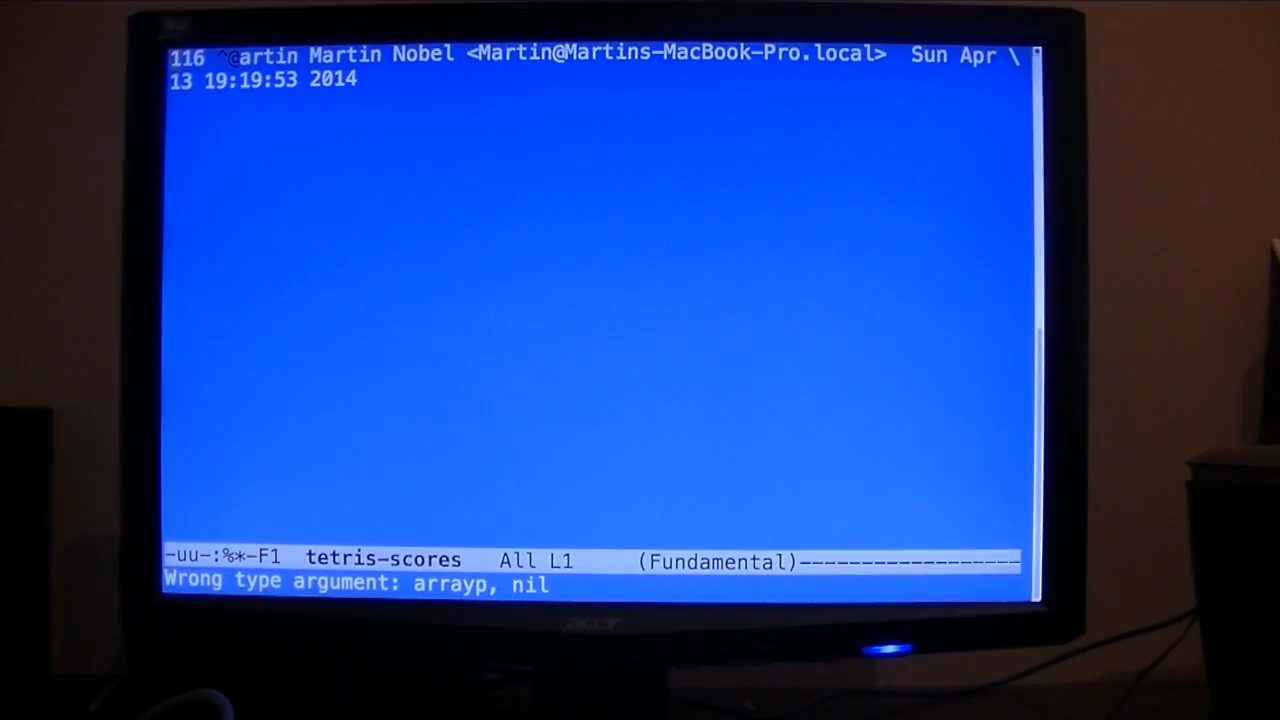 116 ^@artin Martin Nobel <Martin@Martins-MacBook-Pro.local>  Sun Apr \
13 19:19:53 2014
-uu-:%*-F1  tetris-scores   All L1     (Fundamental)------------------
Wrong type argument: arrayp, nil
acer